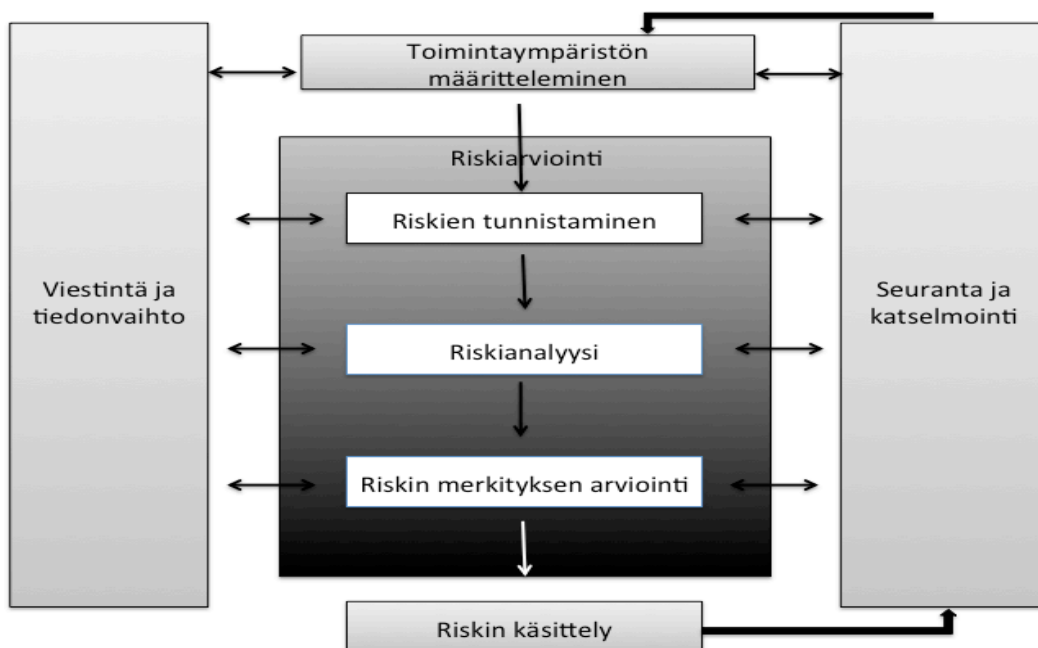 Toimintaympäristön
määritteleminen
Riskiarviointi
Riskien tunnistaminen
Viestintä ja
tiedonvaihto
Seuranta ja
katselmointi
Riskianalyysi
Riskin merkityksen arviointi
Riskin käsittely